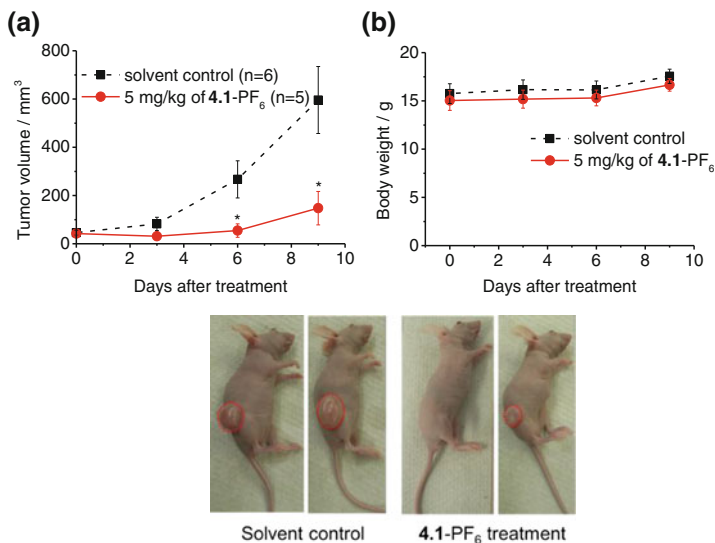 (a)
800
600
400
200
0
0 2 4 6 8 10
Tumor volume / mm³
Days after treatment
solvent control (n=6)
5 mg/kg of 4.1-PF₆ (n=5)
*
*
(b)
20
15
10
5
0
0 2 4 6 8 10
Body weight / g
Days after treatment
solvent control
5 mg/kg of 4.1-PF₆
Solvent control
4.1-PF₆ treatment